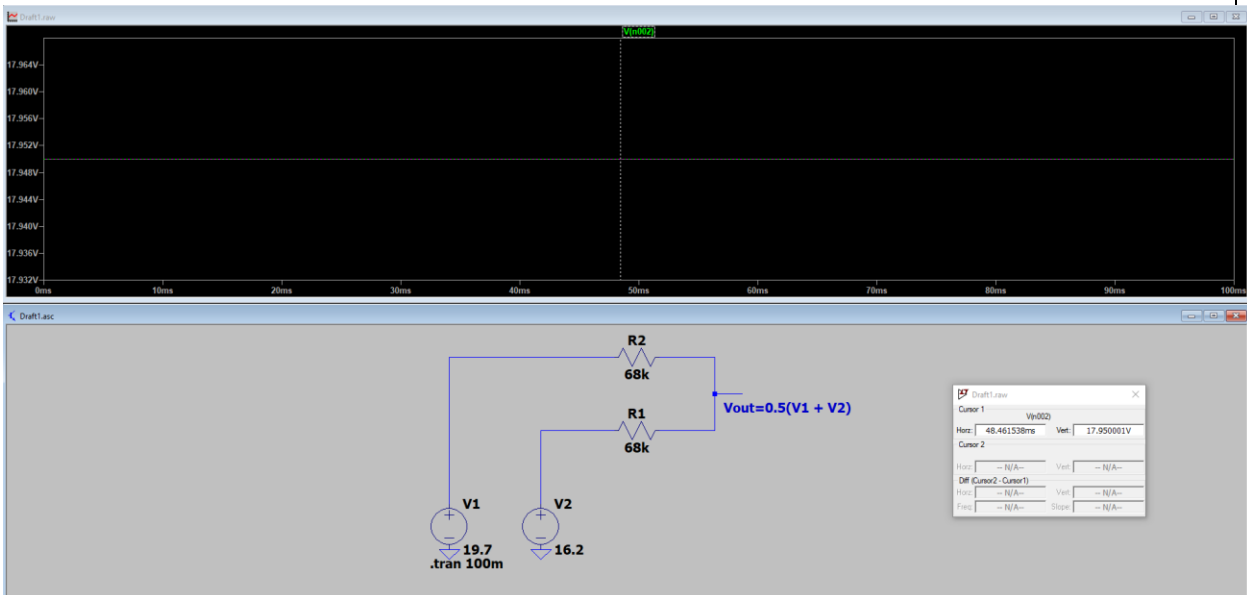 Draft1.raw
V(n002)
17.964V
17.960V
17.956V
17.952V
17.948V
17.944V
17.940V
17.936V
17.932V
0ms 10ms 20ms 30ms 40ms 50ms 60ms 70ms 80ms 90ms 100ms
Draft1.asc
R2
68k
Vout=0.5(V1 + V2)
R1
68k
V1
V2
19.7
16.2
.tran 100m
Draft1.raw
Cursor 1
V(n002)
Horz: 48.461538ms Vert: 17.950001V
Cursor 2
Horz: -- N/A-- Vert: -- N/A--
Diff (Cursor2 - Cursor1)
Horz: -- N/A-- Vert: -- N/A--
Freq: -- N/A-- Slope: -- N/A--